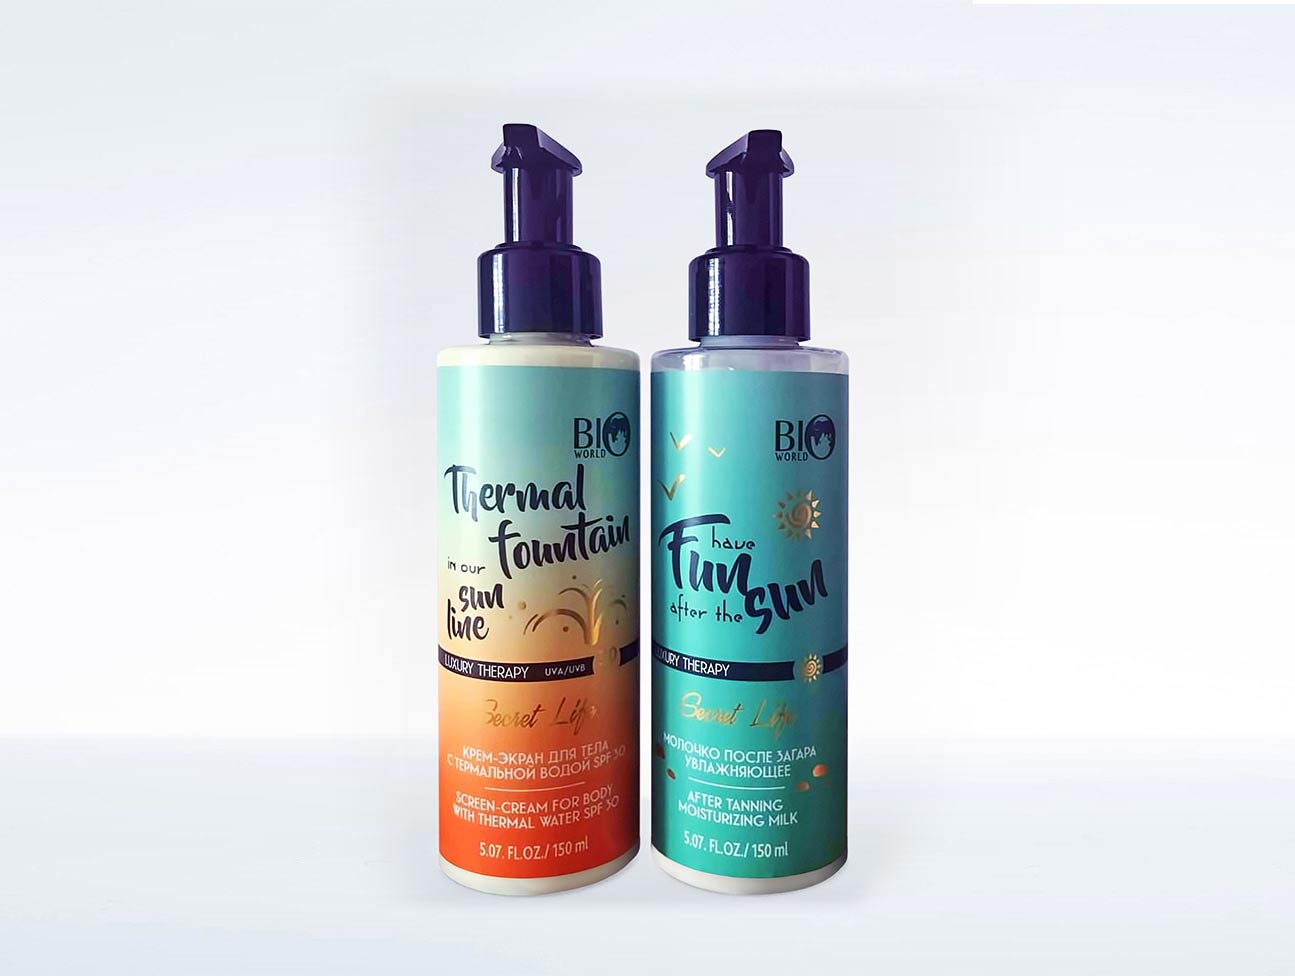 BIO
WORLD
Thermal
fountain
in our
sun
line
LUXURY THERAPY UVA/UVB 30
Secret Life
КРЕМ-ЭКРАН ДЛЯ ТЕЛА
С ТЕРМАЛЬНОЙ ВОДОЙ SPF 30
SCREEN-CREAM FOR BODY
WITH THERMAL WATER SPF 30
5.07. FL.OZ./ 150 ml
BIO
WORLD
have
Fun
after the sun
LUXURY THERAPY
Secret Life
МОЛОЧКО ПОСЛЕ ЗАГАРА
УВЛАЖНЯЮЩЕЕ
AFTER TANNING
MOISTURIZING MILK
5.07. FL.OZ./ 150 ml